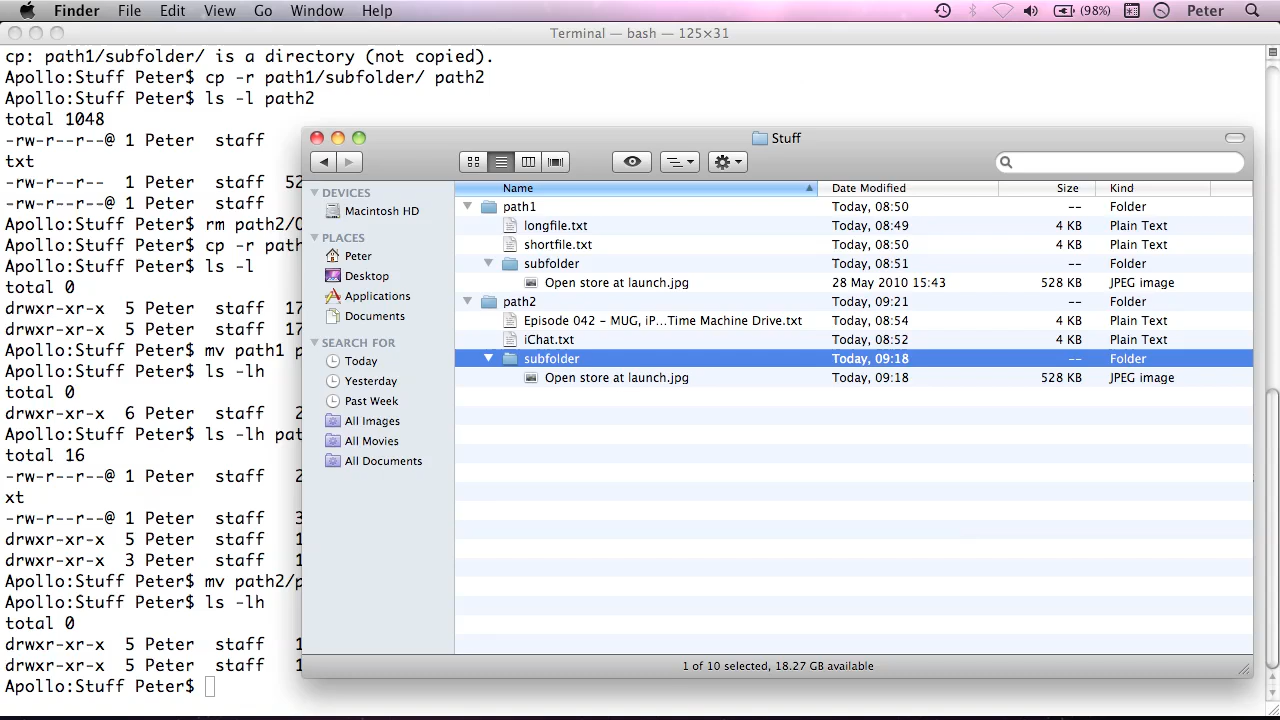 Finder File Edit View Go Window Help (98%) Peter
Terminal — bash — 125×31
cp: path1/subfolder/ is a directory (not copied).
Apollo:Stuff Peter$ cp -r path1/subfolder/ path2
Apollo:Stuff Peter$ ls -l path2
total 1048
-rw-r--r--@ 1 Peter staff
txt
-rw-r--r-- 1 Peter staff 52
-rw-r--r--@ 1 Peter staff
Apollo:Stuff Peter$ rm path2/
Apollo:Stuff Peter$ cp -r path
Apollo:Stuff Peter$ ls -l
total 0
drwxr-xr-x 5 Peter staff 17
drwxr-xr-x 5 Peter staff 17
Apollo:Stuff Peter$ mv path1 p
Apollo:Stuff Peter$ ls -lh
total 0
drwxr-xr-x 6 Peter staff 2
Apollo:Stuff Peter$ ls -lh pat
total 16
-rw-r--r--@ 1 Peter staff 2
xt
-rw-r--r--@ 1 Peter staff 3
drwxr-xr-x 5 Peter staff 1
drwxr-xr-x 3 Peter staff 1
Apollo:Stuff Peter$ mv path2/p
Apollo:Stuff Peter$ ls -lh
total 0
drwxr-xr-x 5 Peter staff 1
drwxr-xr-x 5 Peter staff 1
Apollo:Stuff Peter$
Stuff
DEVICES
Macintosh HD
PLACES
Peter
Desktop
Applications
Documents
SEARCH FOR
Today
Yesterday
Past Week
All Images
All Movies
All Documents
Name Date Modified Size Kind
path1 Today, 08:50 -- Folder
longfile.txt Today, 08:49 4 KB Plain Text
shortfile.txt Today, 08:50 4 KB Plain Text
subfolder Today, 08:51 -- Folder
Open store at launch.jpg 28 May 2010 15:43 528 KB JPEG image
path2 Today, 09:21 -- Folder
Episode 042 – MUG, iP...Time Machine Drive.txt Today, 08:54 4 KB Plain Text
iChat.txt Today, 08:52 4 KB Plain Text
subfolder Today, 09:18 -- Folder
Open store at launch.jpg Today, 09:18 528 KB JPEG image
1 of 10 selected, 18.27 GB available